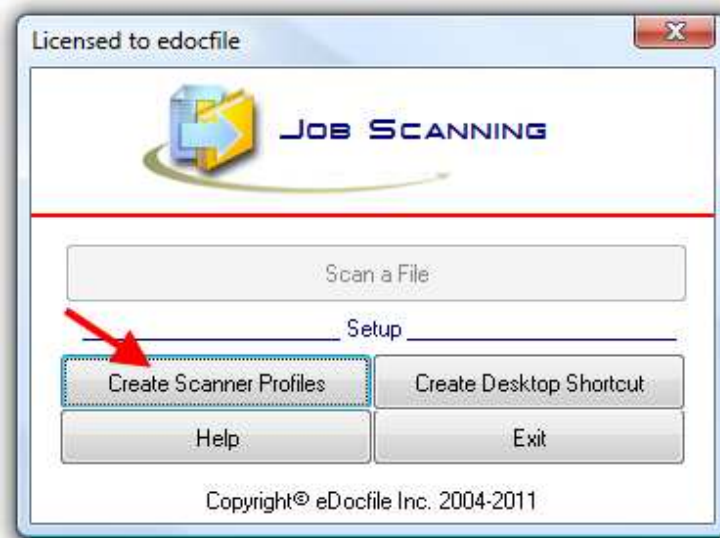 Licensed to edocfile
JOB SCANNING
Scan a File
Setup
Create Scanner Profiles Create Desktop Shortcut
Help Exit
Copyright© eDocfile Inc. 2004-2011